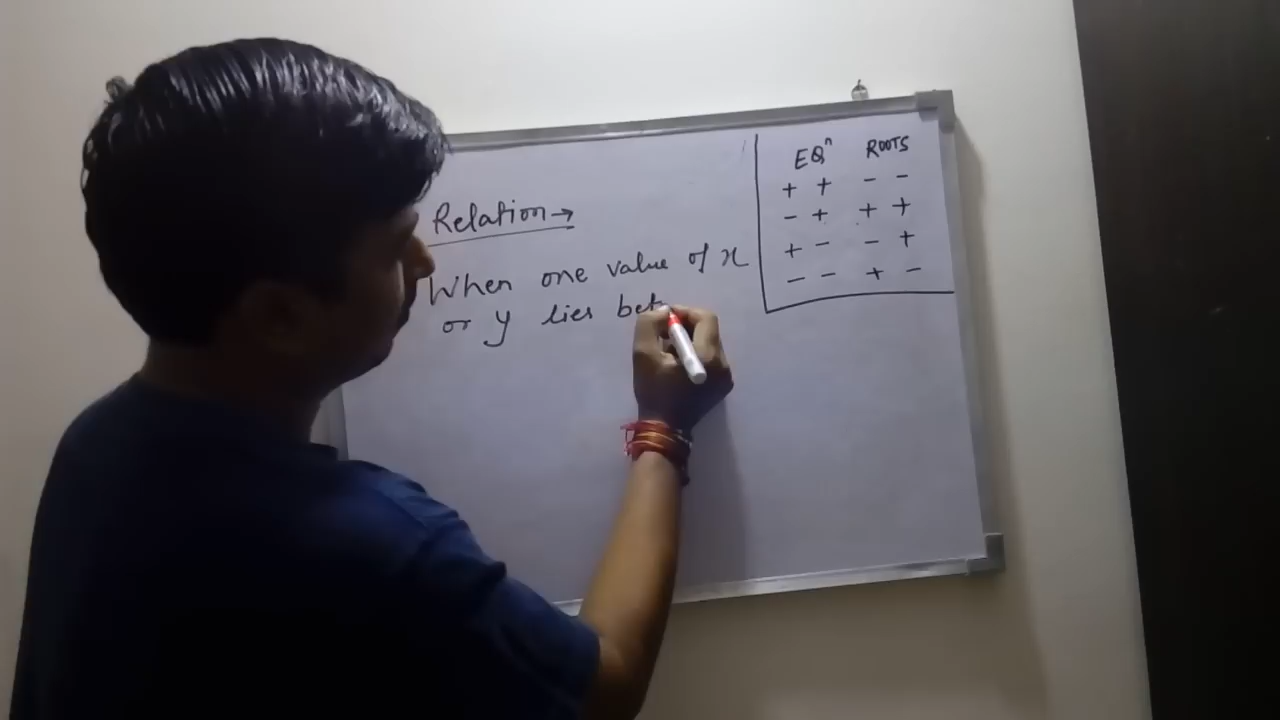 Relation→
When one value of x
or y lies bet
EQⁿ ROOTS
+ + - -
- + + +
+ - - +
- - + -